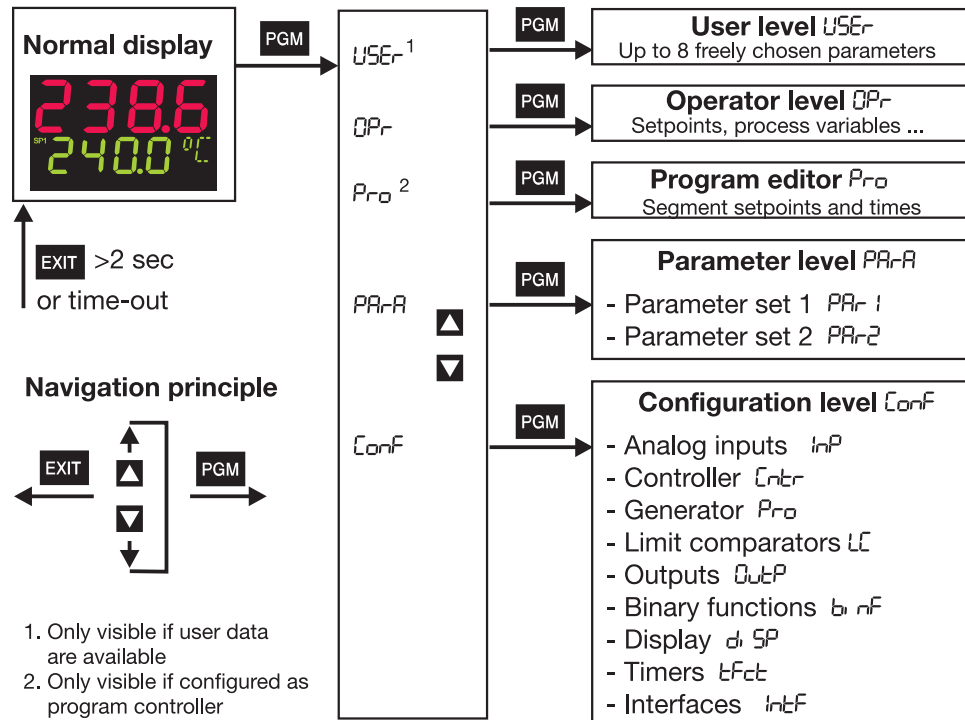 Normal display
238.6
SP1 240.0 °C
EXIT >2 sec
or time-out
Navigation principle
EXIT
PGM
1. Only visible if user data
are available
2. Only visible if configured as
program controller
PGM
USEr 1
OPr
Pro 2
PArA
ConF
PGM
User level USEr
Up to 8 freely chosen parameters
PGM
Operator level OPr
Setpoints, process variables ...
PGM
Program editor Pro
Segment setpoints and times
PGM
Parameter level PArA
- Parameter set 1 PAr1
- Parameter set 2 PAr2
PGM
Configuration level ConF
- Analog inputs InP
- Controller Cntr
- Generator Pro
- Limit comparators LC
- Outputs OutP
- Binary functions binF
- Display diSP
- Timers tFct
- Interfaces IntF